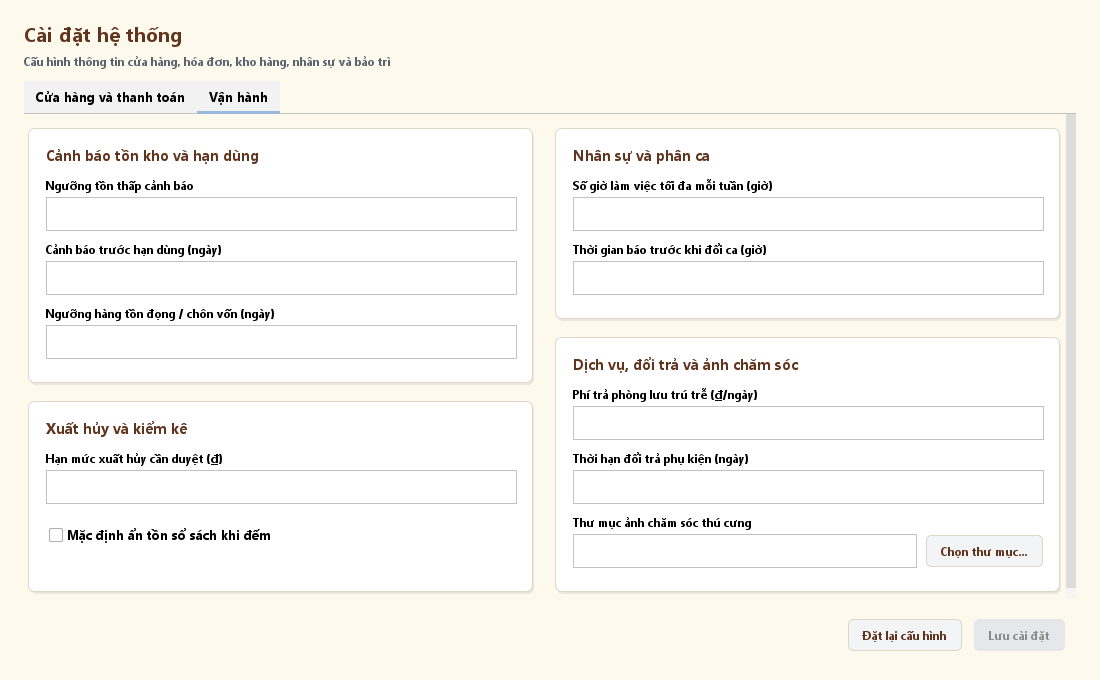 Cài đặt hệ thống
Cấu hình thông tin cửa hàng, hóa đơn, kho hàng, nhân sự và bảo trì
Cửa hàng và thanh toán
Vận hành
Cảnh báo tồn kho và hạn dùng
Ngưỡng tồn thấp cảnh báo
Cảnh báo trước hạn dùng (ngày)
Ngưỡng hàng tồn đọng / chôn vốn (ngày)
Xuất hủy và kiểm kê
Hạn mức xuất hủy cần duyệt (₫)
Mặc định ẩn tồn sổ sách khi đếm
Nhân sự và phân ca
Số giờ làm việc tối đa mỗi tuần (giờ)
Thời gian báo trước khi đổi ca (giờ)
Dịch vụ, đổi trả và ảnh chăm sóc
Phí trả phòng lưu trú trễ (₫/ngày)
Thời hạn đổi trả phụ kiện (ngày)
Thư mục ảnh chăm sóc thú cưng
Chọn thư mục...
Đặt lại cấu hình
Lưu cài đặt